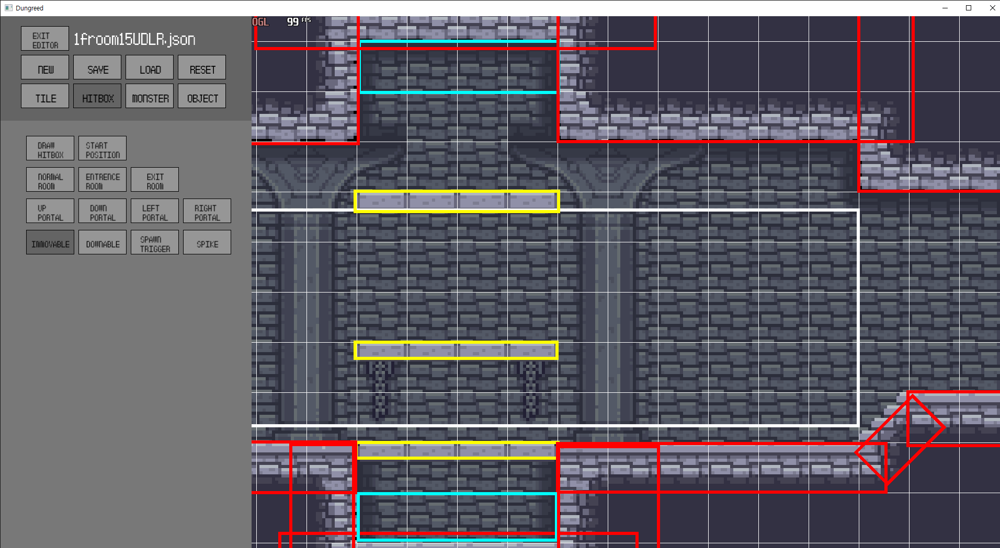 Dungreed
OGL 99 FPS
EXIT
EDITOR
1froom15UDLR.json
NEW SAVE LOAD RESET
TILE HITBOX MONSTER OBJECT
DRAW
HITBOX
START
POSITION
NORMAL
ROOM
ENTRENCE
ROOM
EXIT
ROOM
UP
PORTAL
DOWN
PORTAL
LEFT
PORTAL
RIGHT
PORTAL
IMMOVABLE
DOWNABLE
SPAWN
TRIGGER
SPIKE